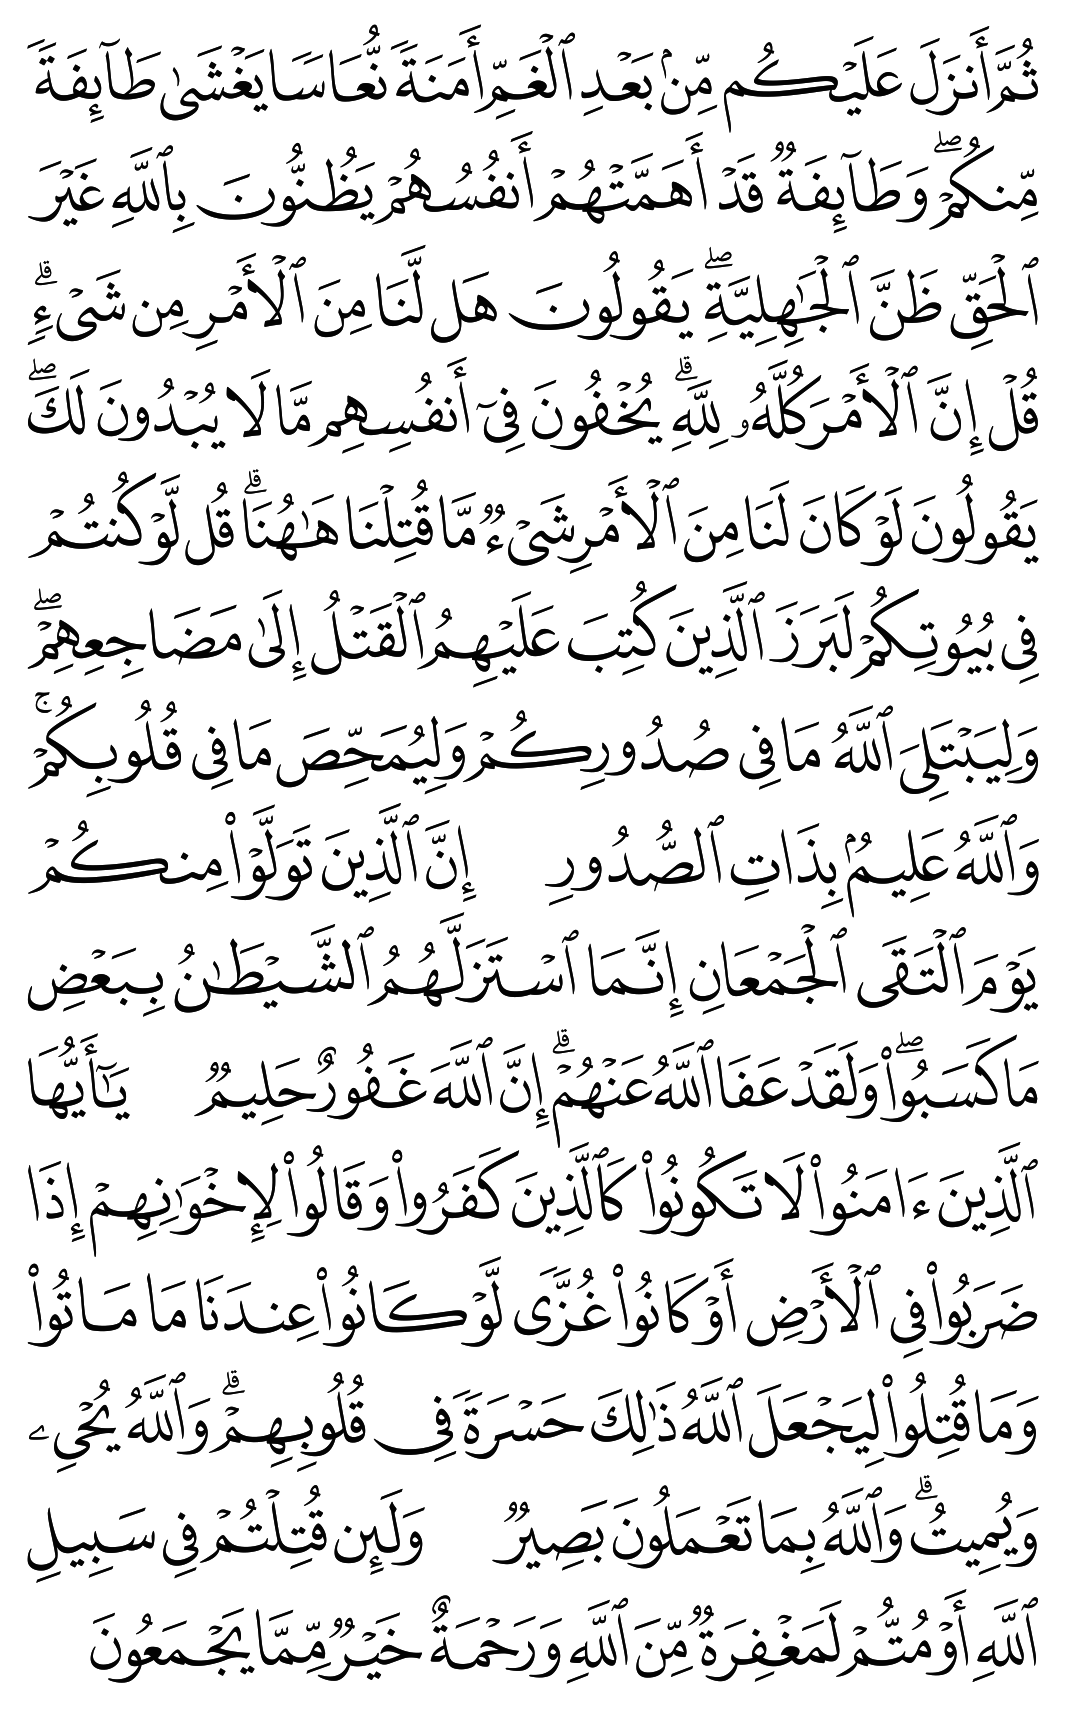 ثُمَّ أَنزَلَ عَلَيۡكُم مِّنۢ بَعۡدِ ٱلۡغَمِّ أَمَنَةٗ نُّعَاسٗا يَغۡشَىٰ طَآئِفَةٗ
مِّنكُمۡۖ وَطَآئِفَةٞ قَدۡ أَهَمَّتۡهُمۡ أَنفُسُهُمۡ يَظُنُّونَ بِٱللَّهِ غَيۡرَ
ٱلۡحَقِّ ظَنَّ ٱلۡجَٰهِلِيَّةِۖ يَقُولُونَ هَل لَّنَا مِنَ ٱلۡأَمۡرِ مِن شَيۡءٖۗ
قُلۡ إِنَّ ٱلۡأَمۡرَ كُلَّهُۥ لِلَّهِۗ يُخۡفُونَ فِيٓ أَنفُسِهِم مَّا لَا يُبۡدُونَ لَكَۖ
يَقُولُونَ لَوۡ كَانَ لَنَا مِنَ ٱلۡأَمۡرِ شَيۡءٞ مَّا قُتِلۡنَا هَٰهُنَاۗ قُل لَّوۡ كُنتُمۡ
فِي بُيُوتِكُمۡ لَبَرَزَ ٱلَّذِينَ كُتِبَ عَلَيۡهِمُ ٱلۡقَتۡلُ إِلَىٰ مَضَاجِعِهِمۡۖ
وَلِيَبۡتَلِيَ ٱللَّهُ مَا فِي صُدُورِكُمۡ وَلِيُمَحِّصَ مَا فِي قُلُوبِكُمۡۚ
وَٱللَّهُ عَلِيمُۢ بِذَاتِ ٱلصُّدُورِ إِنَّ ٱلَّذِينَ تَوَلَّوۡاْ مِنكُمۡ
يَوۡمَ ٱلۡتَقَى ٱلۡجَمۡعَانِ إِنَّمَا ٱسۡتَزَلَّهُمُ ٱلشَّيۡطَٰنُ بِبَعۡضِ
مَا كَسَبُواْۖ وَلَقَدۡ عَفَا ٱللَّهُ عَنۡهُمۡۗ إِنَّ ٱللَّهَ غَفُورٌ حَلِيمٞ يَٰٓأَيُّهَا
ٱلَّذِينَ ءَامَنُواْ لَا تَكُونُواْ كَٱلَّذِينَ كَفَرُواْ وَقَالُواْ لِإِخۡوَٰنِهِمۡ إِذَا
ضَرَبُواْ فِي ٱلۡأَرۡضِ أَوۡ كَانُواْ غُزّٗى لَّوۡ كَانُواْ عِندَنَا مَا مَاتُواْ
وَمَا قُتِلُواْ لِيَجۡعَلَ ٱللَّهُ ذَٰلِكَ حَسۡرَةٗ فِي قُلُوبِهِمۡۗ وَٱللَّهُ يُحۡيِۦ
وَيُمِيتُۗ وَٱللَّهُ بِمَا تَعۡمَلُونَ بَصِيرٞ وَلَئِن قُتِلۡتُمۡ فِي سَبِيلِ
ٱللَّهِ أَوۡ مُتُّمۡ لَمَغۡفِرَةٞ مِّنَ ٱللَّهِ وَرَحۡمَةٌ خَيۡرٞ مِّمَّا يَجۡمَعُونَ